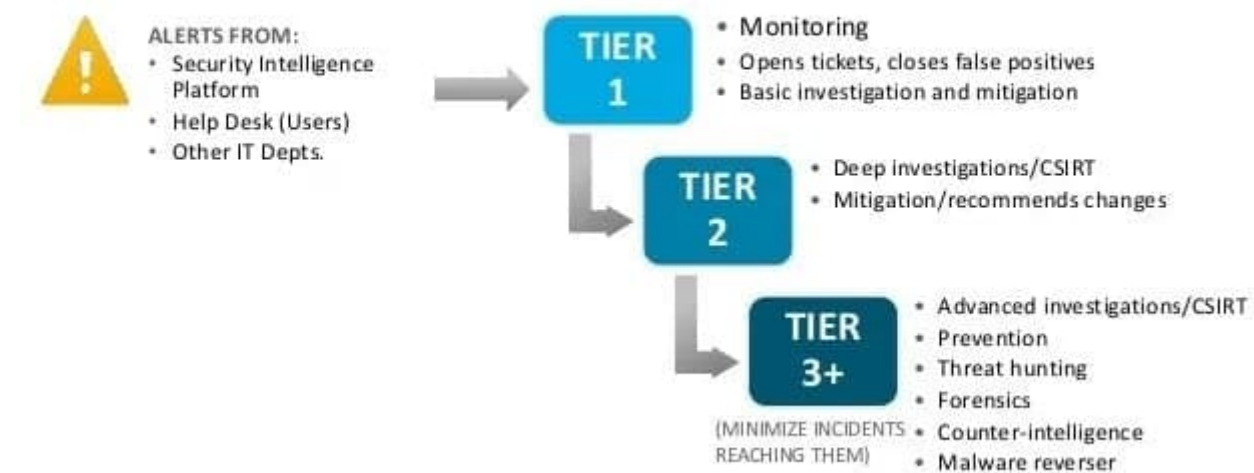 ALERTS FROM:
• Security Intelligence
Platform
• Help Desk (Users)
• Other IT Depts.
TIER
1
• Monitoring
• Opens tickets, closes false positives
• Basic investigation and mitigation
TIER
2
• Deep investigations/CSIRT
• Mitigation/recommends changes
TIER
3+
(MINIMIZE INCIDENTS
REACHING THEM)
• Advanced investigations/CSIRT
• Prevention
• Threat hunting
• Forensics
• Counter-intelligence
• Malware reverser